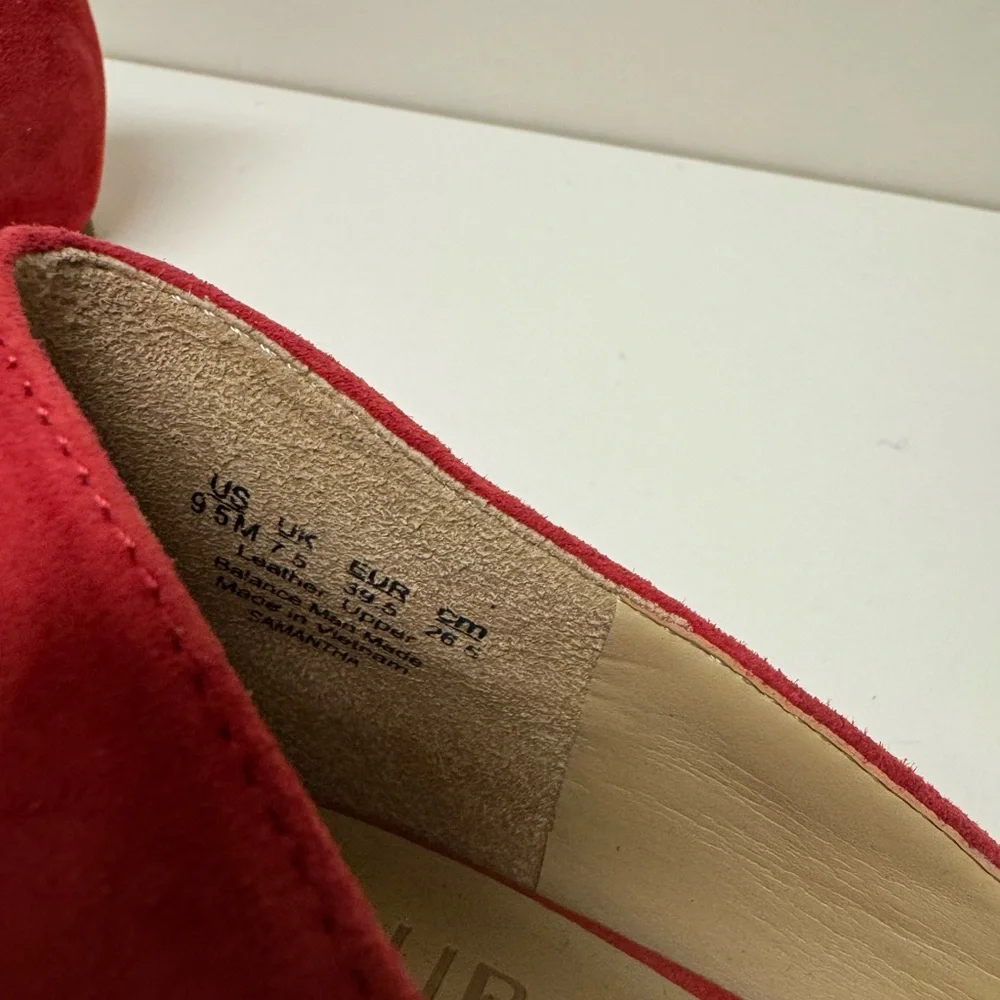 US UK EUR cm
9.5M 7.5 39.5 26.5
Leather Upper
Balance Man Made
Made in Vietnam
SAMANTHA